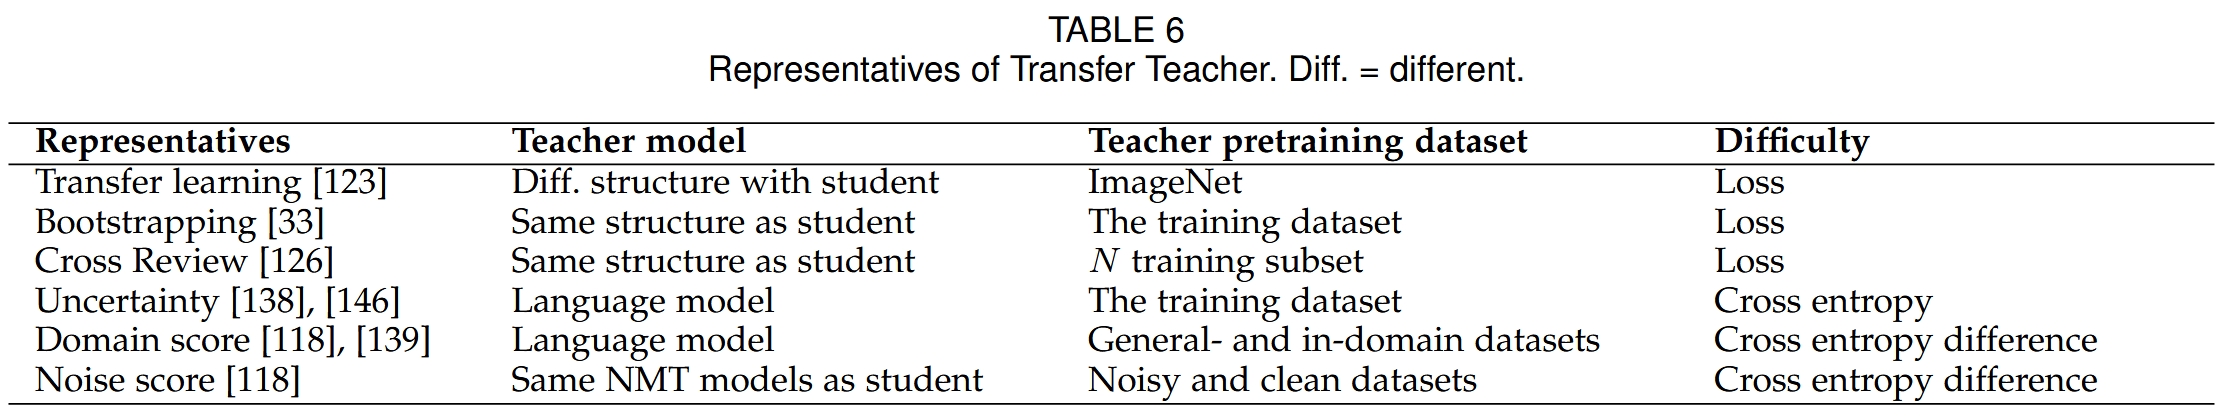 TABLE 6
Representatives of Transfer Teacher. Diff. = different.
Representatives Teacher model Teacher pretraining dataset Difficulty
Transfer learning [123] Diff. structure with student ImageNet Loss
Bootstrapping [33] Same structure as student The training dataset Loss
Cross Review [126] Same structure as student N training subset Loss
Uncertainty [138], [146] Language model The training dataset Cross entropy
Domain score [118], [139] Language model General- and in-domain datasets Cross entropy difference
Noise score [118] Same NMT models as student Noisy and clean datasets Cross entropy difference